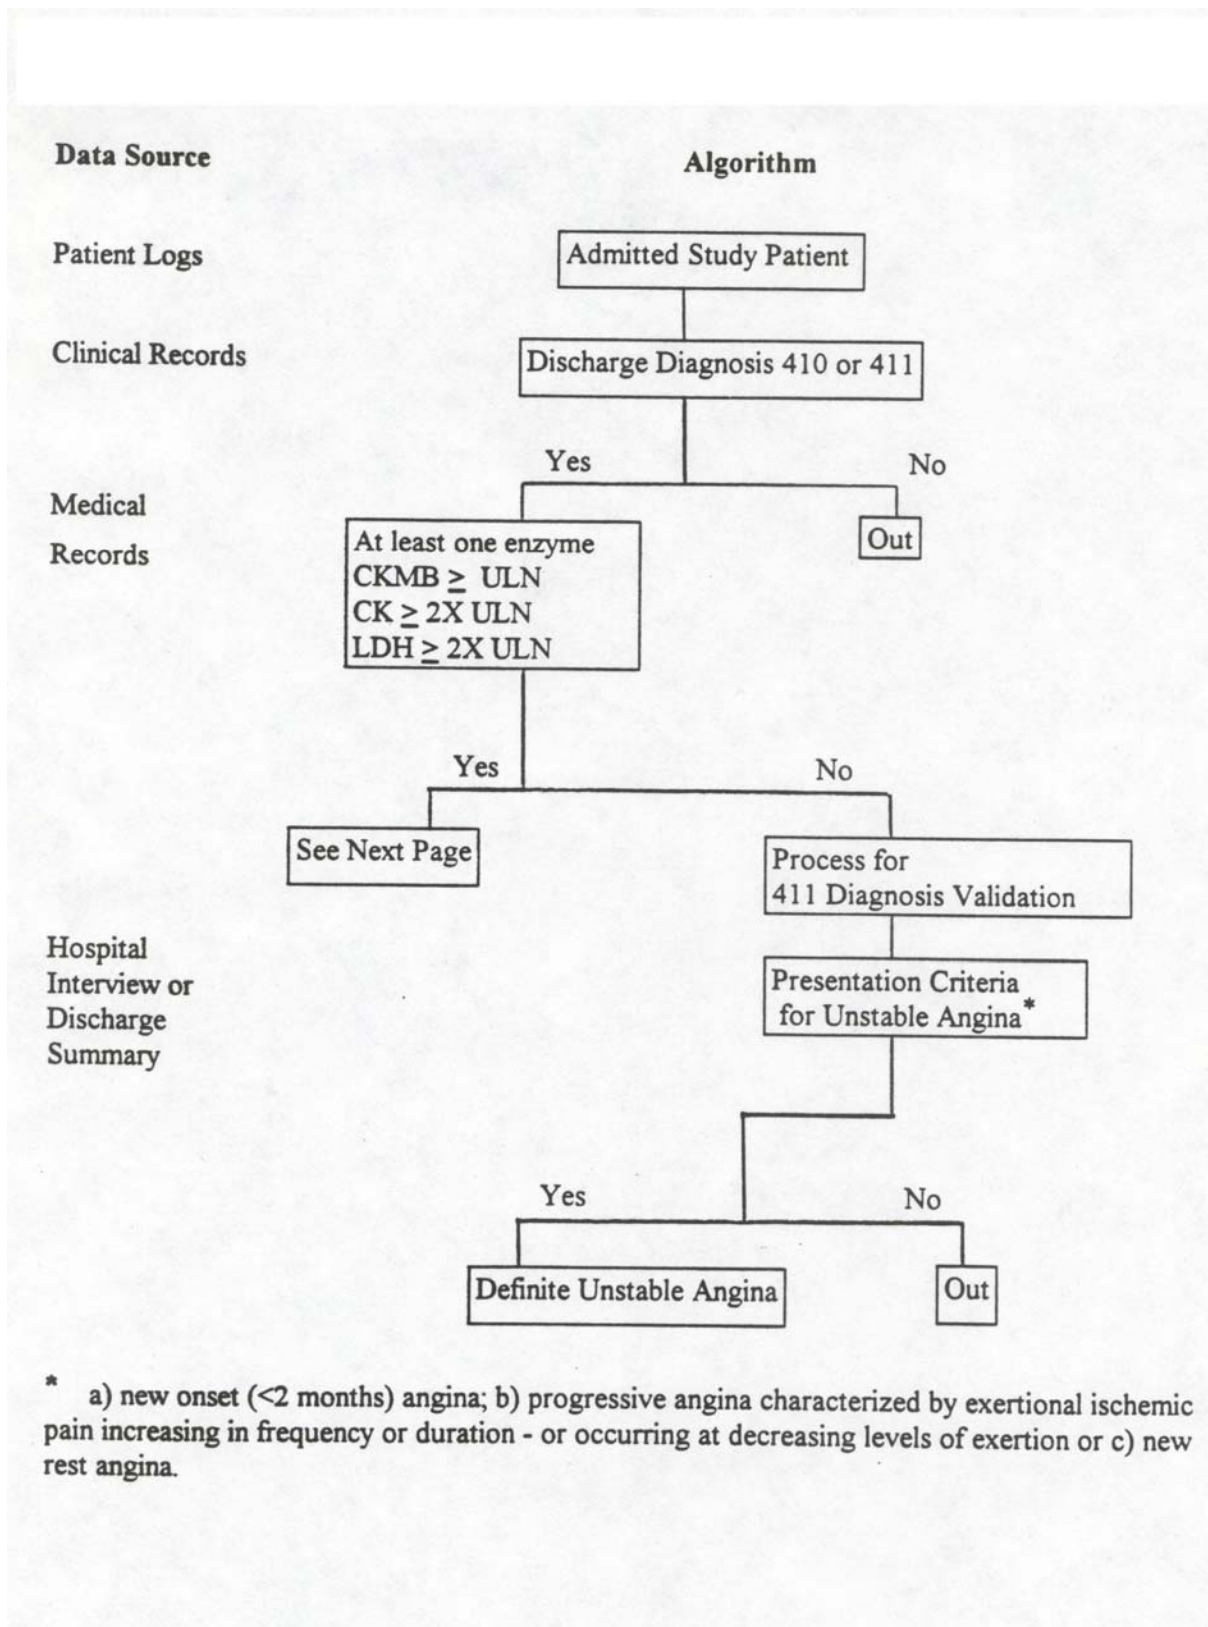 Data Source
Algorithm
Patient Logs
Admitted Study Patient
Clinical Records
Discharge Diagnosis 410 or 411
Yes
No
Medical
Records
At least one enzyme
CKMB ≥ ULN
CK ≥ 2X ULN
LDH ≥ 2X ULN
Out
Yes
No
See Next Page
Process for
411 Diagnosis Validation
Hospital
Interview or
Discharge
Summary
Presentation Criteria
for Unstable Angina*
Yes
No
Definite Unstable Angina
Out
* a) new onset (<2 months) angina; b) progressive angina characterized by exertional ischemic
pain increasing in frequency or duration - or occurring at decreasing levels of exertion or c) new
rest angina.